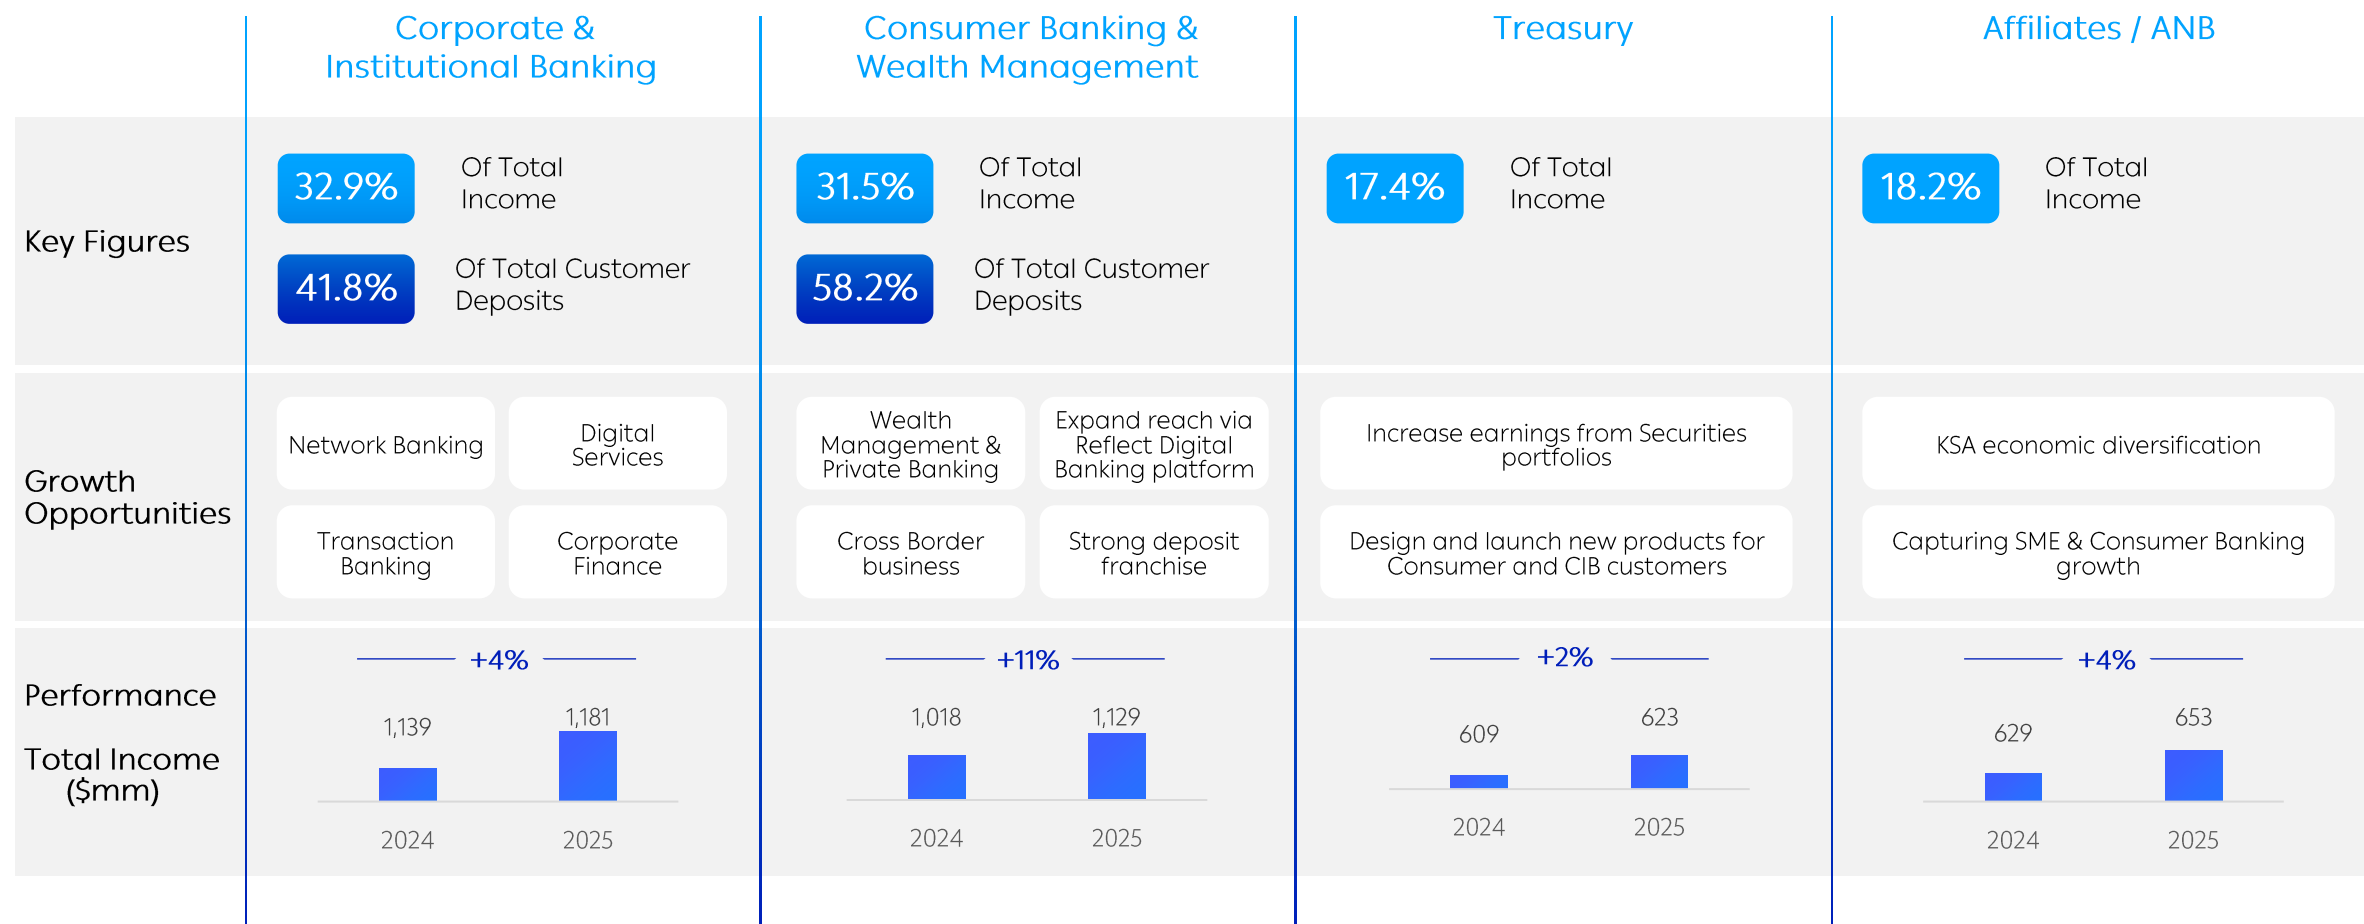 Corporate &
Institutional Banking
Consumer Banking &
Wealth Management
Treasury
Affiliates / ANB
Key Figures
32.9%
Of Total
Income
41.8%
Of Total Customer
Deposits
31.5%
Of Total
Income
58.2%
Of Total Customer
Deposits
17.4%
Of Total
Income
18.2%
Of Total
Income
Growth
Opportunities
Network Banking
Digital
Services
Transaction
Banking
Corporate
Finance
Wealth
Management &
Private Banking
Expand reach via
Reflect Digital
Banking platform
Cross Border
business
Strong deposit
franchise
Increase earnings from Securities
portfolios
Design and launch new products for
Consumer and CIB customers
KSA economic diversification
Capturing SME & Consumer Banking
growth
Performance
Total Income
($mm)
+4%
1,139
1,181
2024
2025
+11%
1,018
1,129
2024
2025
+2%
609
623
2024
2025
+4%
629
653
2024
2025